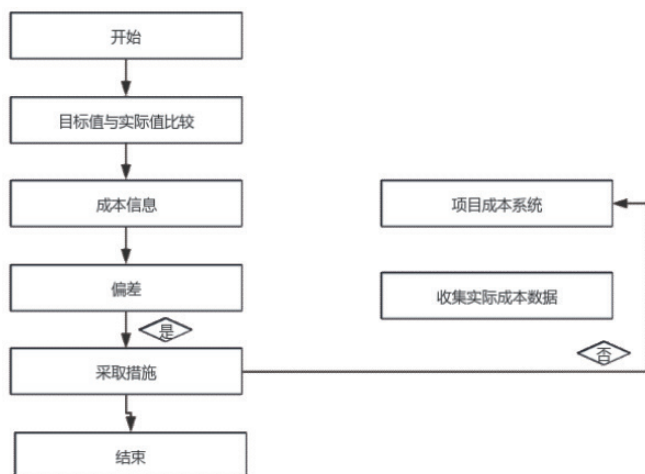 开始
目标值与实际值比较
成本信息
项目成本系统
偏差
收集实际成本数据
是
否
采取措施
结束